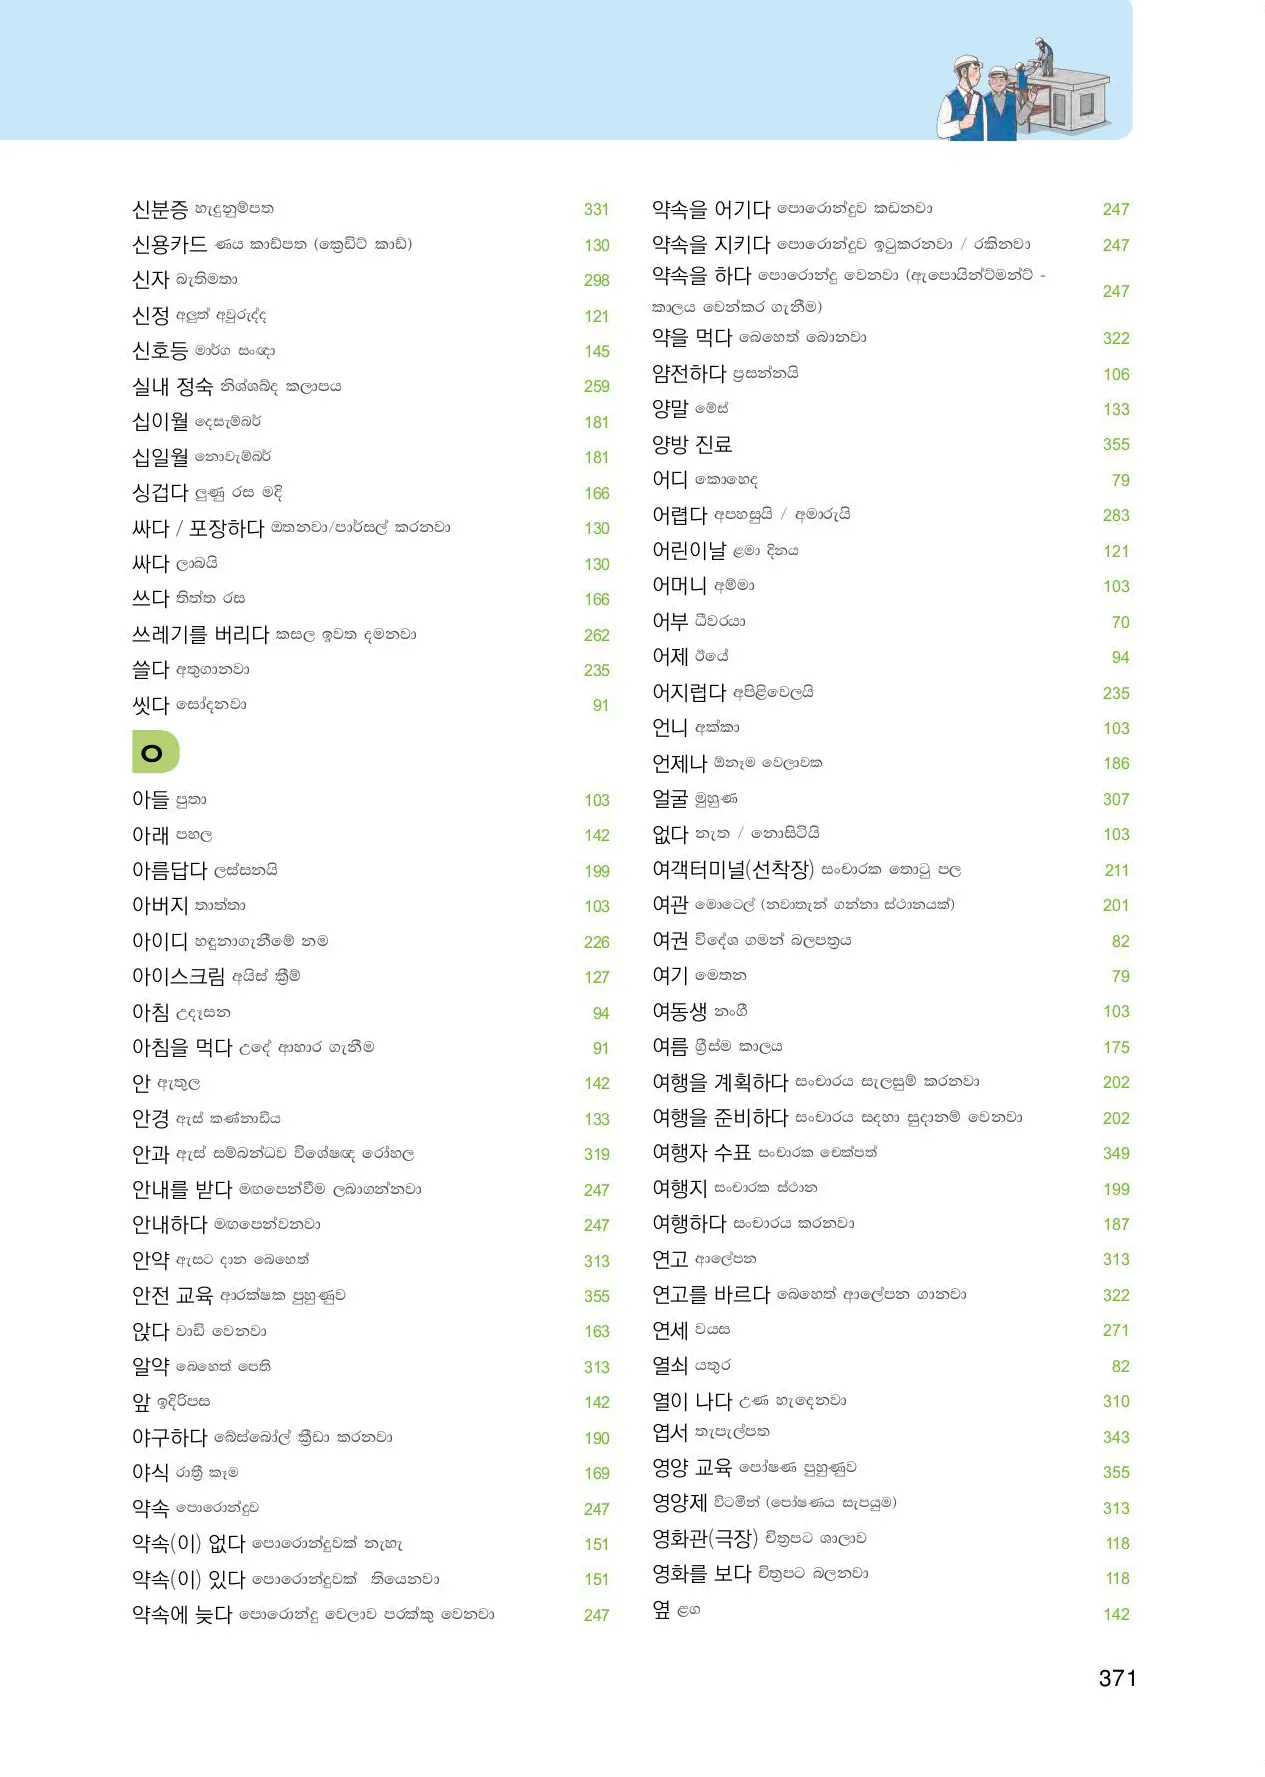 신분증 හැඳුනුම්පත 331
신용카드 ණය කාඩ්පත (ක්‍රෙඩිට් කාඩ්) 130
신자 බැතිමතා 298
신정 අලුත් අවුරුද්ද 121
신호등 මාර්ග සංඥා 145
실내 정숙 නිශ්ශබ්ද කලාපය 259
십이월 දෙසැම්බර් 181
십일월 නොවැම්බර් 181
싱겁다 ලුණු රස මදි 166
싸다 / 포장하다 ඔතනවා/පාර්සල් කරනවා 130
싸다 ලාබයි 130
쓰다 තිත්ත රස 166
쓰레기를 버리다 කසල ඉවත දමනවා 262
쓸다 අතුගානවා 235
씻다 සෝදනවා 91
ㅇ
아들 පුතා 103
아래 පහල 142
아름답다 ලස්සනයි 199
아버지 තාත්තා 103
아이디 හඳුනාගැනීමේ නම 226
아이스크림 අයිස් ක්‍රීම් 127
아침 උදෑසන 94
아침을 먹다 උදේ ආහාර ගැනීම 91
안 ඇතුල 142
안경 ඇස් කණ්නාඩිය 133
안과 ඇස් සම්බන්ධව විශේෂඥ රෝහල 319
안내를 받다 මඟපෙන්වීම ලබාගන්නවා 247
안내하다 මඟපෙන්වනවා 247
안약 ඇසට දාන බෙහෙත් 313
안전 교육 ආරක්ෂක පුහුණුව 355
앉다 වාඩි වෙනවා 163
알약 බෙහෙත් පෙති 313
앞 ඉදිරිපස 142
야구하다 බේස්බෝල් ක්‍රීඩා කරනවා 190
야식 රාත්‍රී කෑම 169
약속 පොරොන්දුව 247
약속(이) 없다 පොරොන්දුවක් නැහැ 151
약속(이) 있다 පොරොන්දුවක් තියෙනවා 151
약속에 늦다 පොරොන්දු වෙලාව පරක්කු වෙනවා 247
약속을 어기다 පොරොන්දුව කඩනවා 247
약속을 지키다 පොරොන්දුව ඉටුකරනවා / රකිනවා 247
약속을 하다 පොරොන්දු වෙනවා (ඇපොයින්ට්මන්ට් -
කාලය වෙන්කර ගැනීම) 247
약을 먹다 බෙහෙත් බොනවා 322
얌전하다 ප්‍රසන්නයි 106
양말 මේස් 133
양방 진료 355
어디 කොහෙද 79
어렵다 අපහසුයි / අමාරුයි 283
어린이날 ළමා දිනය 121
어머니 අම්මා 103
어부 ධීවරයා 70
어제 ඊයේ 94
어지럽다 අපිළිවෙලයි 235
언니 අක්කා 103
언제나 ඕනෑම වෙලාවක 186
얼굴 මුහුණ 307
없다 නැත / නොසිටියි 103
여객터미널(선착장) සංචාරක තොටු පල 211
여관 මොටෙල් (නවාතැන් ගන්නා ස්ථානයක්) 201
여권 විදේශ ගමන් බලපත්‍රය 82
여기 මෙතන 79
여동생 නංගී 103
여름 ග්‍රීස්ම කාලය 175
여행을 계획하다 සංචාරය සැලසුම් කරනවා 202
여행을 준비하다 සංචාරය සදහා සුදානම් වෙනවා 202
여행자 수표 සංචාරක චෙක්පත් 349
여행지 සංචාරක ස්ථාන 199
여행하다 සංචාරය කරනවා 187
연고 ආලේපන 313
연고를 바르다 බෙහෙත් ආලේපන ගානවා 322
연세 වයස 271
열쇠 යතුර 82
열이 나다 උණ හැදෙනවා 310
엽서 තැපැල්පත 343
영양 교육 පෝෂණ පුහුණුව 355
영양제 විටමින් (පෝෂණය සැපයුම) 313
영화관(극장) චිත්‍රපට ශාලාව 118
영화를 보다 චිත්‍රපට බලනවා 118
옆 ළග 142
371